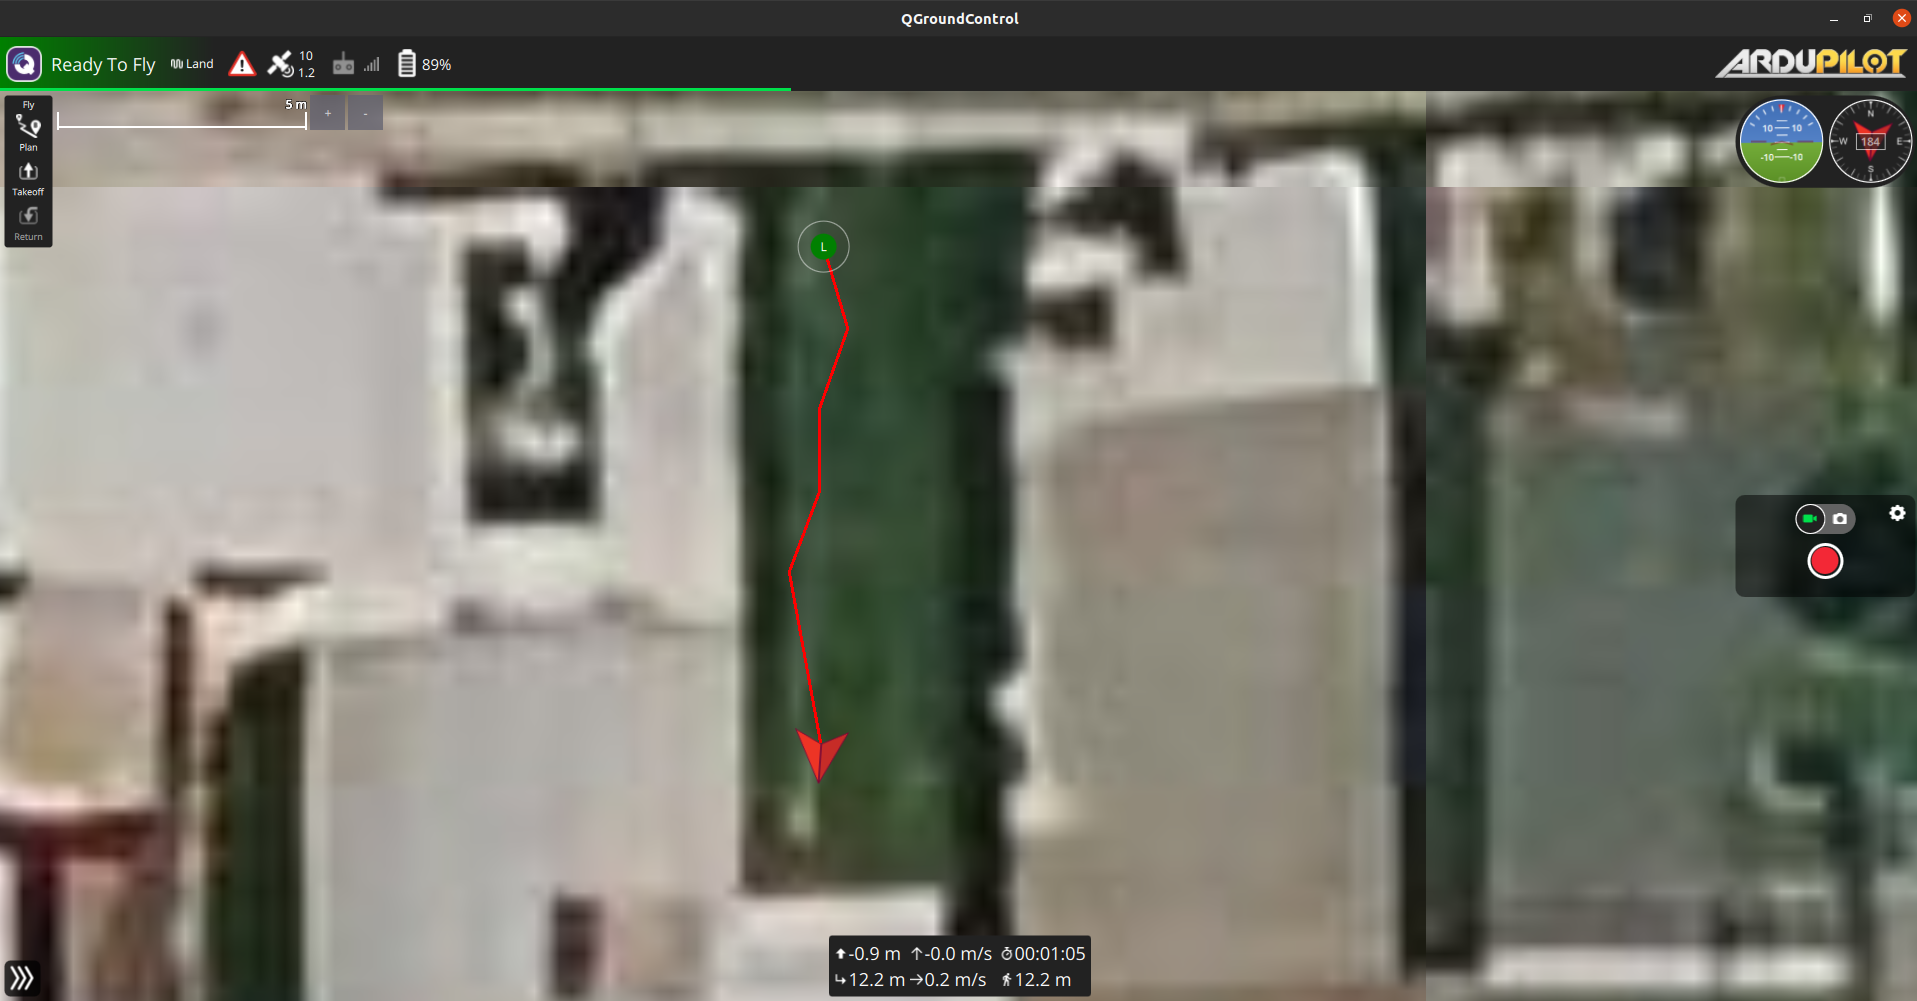 QGroundControl
Ready To Fly
Land
10
1.2
89%
ARDUPILOT
Fly
Plan
Takeoff
Return
5 m
+
-
10 10
-10 -10
N
W 184 E
S
L
-0.9 m -0.0 m/s 00:01:05
12.2 m 0.2 m/s 12.2 m